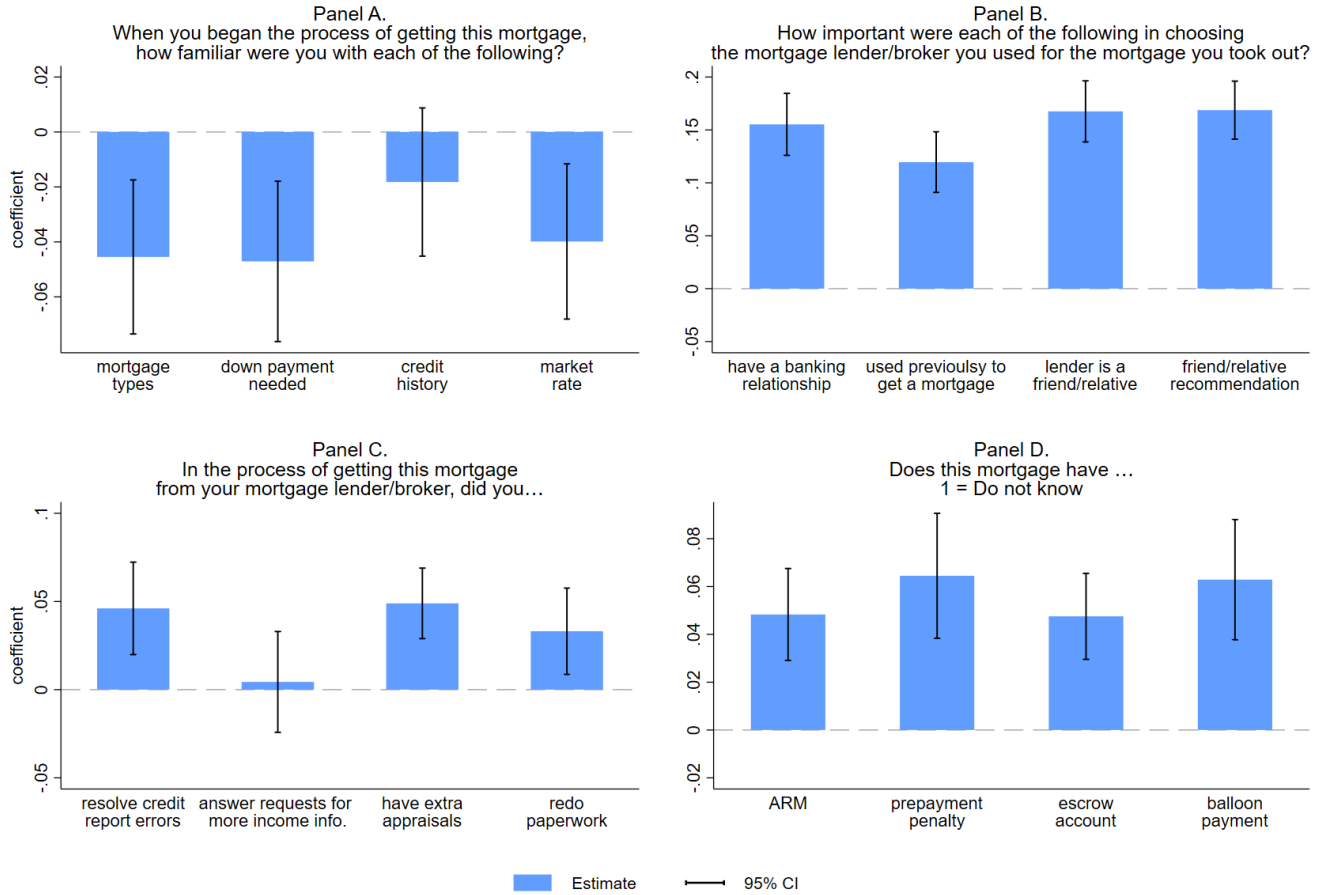 Panel A.
When you began the process of getting this mortgage,
how familiar were you with each of the following?
coefficient
.02
0
-.02
-.04
-.06
mortgage types
down payment needed
credit history
market rate
Panel B.
How important were each of the following in choosing
the mortgage lender/broker you used for the mortgage you took out?
.2
.15
.1
.05
0
-.05
have a banking relationship
used previoulsy to get a mortgage
lender is a friend/relative
friend/relative recommendation
Panel C.
In the process of getting this mortgage
from your mortgage lender/broker, did you…
coefficient
.1
.05
0
-.05
resolve credit report errors
answer requests for more income info.
have extra appraisals
redo paperwork
Panel D.
Does this mortgage have …
1 = Do not know
.08
.06
.04
.02
0
-.02
ARM
prepayment penalty
escrow account
balloon payment
Estimate
95% CI